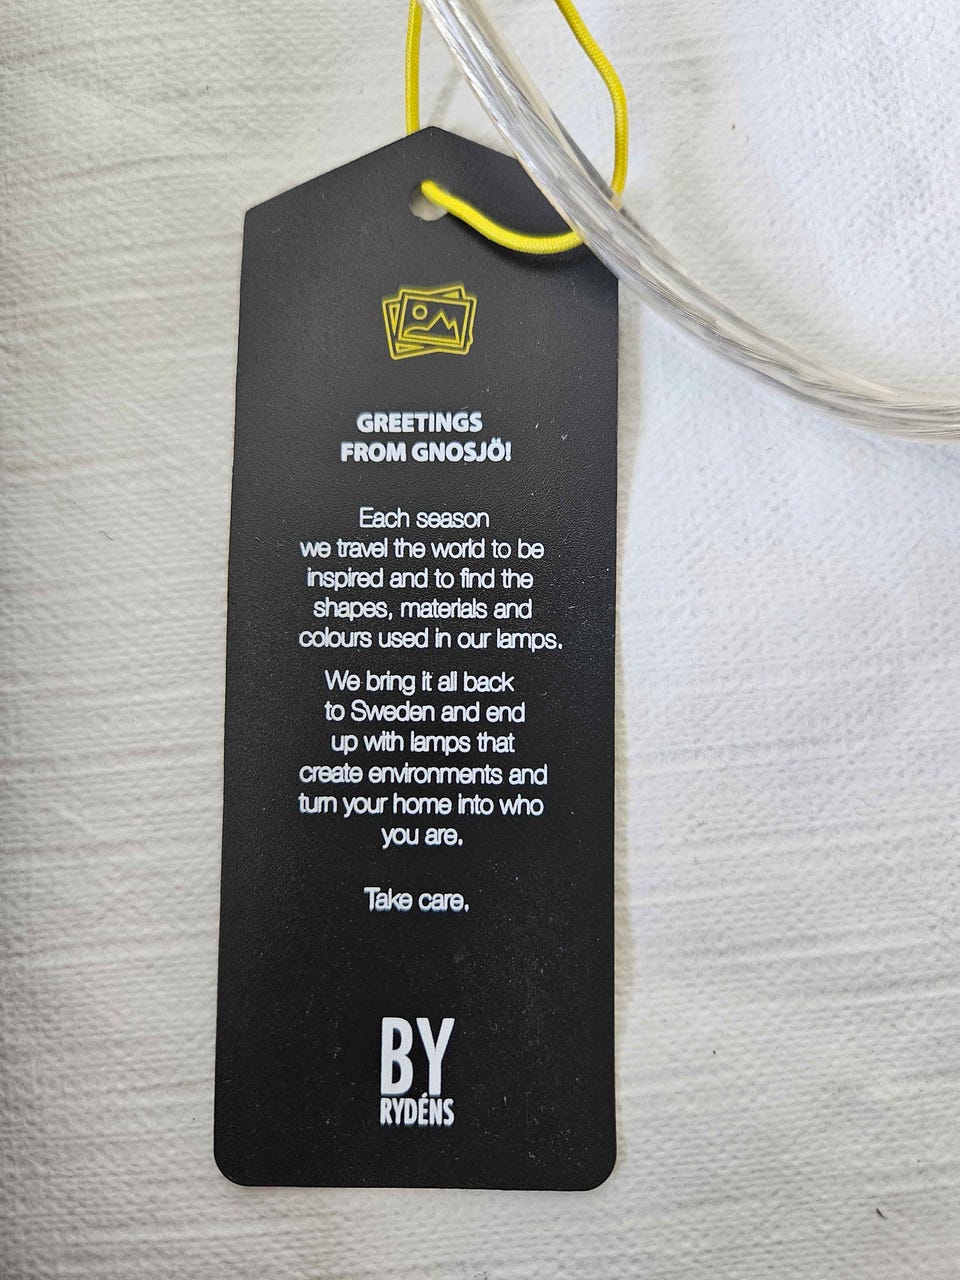 GREETINGS
FROM GNOSJÖ!
Each season
we travel the world to be
inspired and to find the
shapes, materials and
colours used in our lamps.
We bring it all back
to Sweden and end
up with lamps that
create environments and
turn your home into who
you are.
Take care.
BY
RYDÉNS